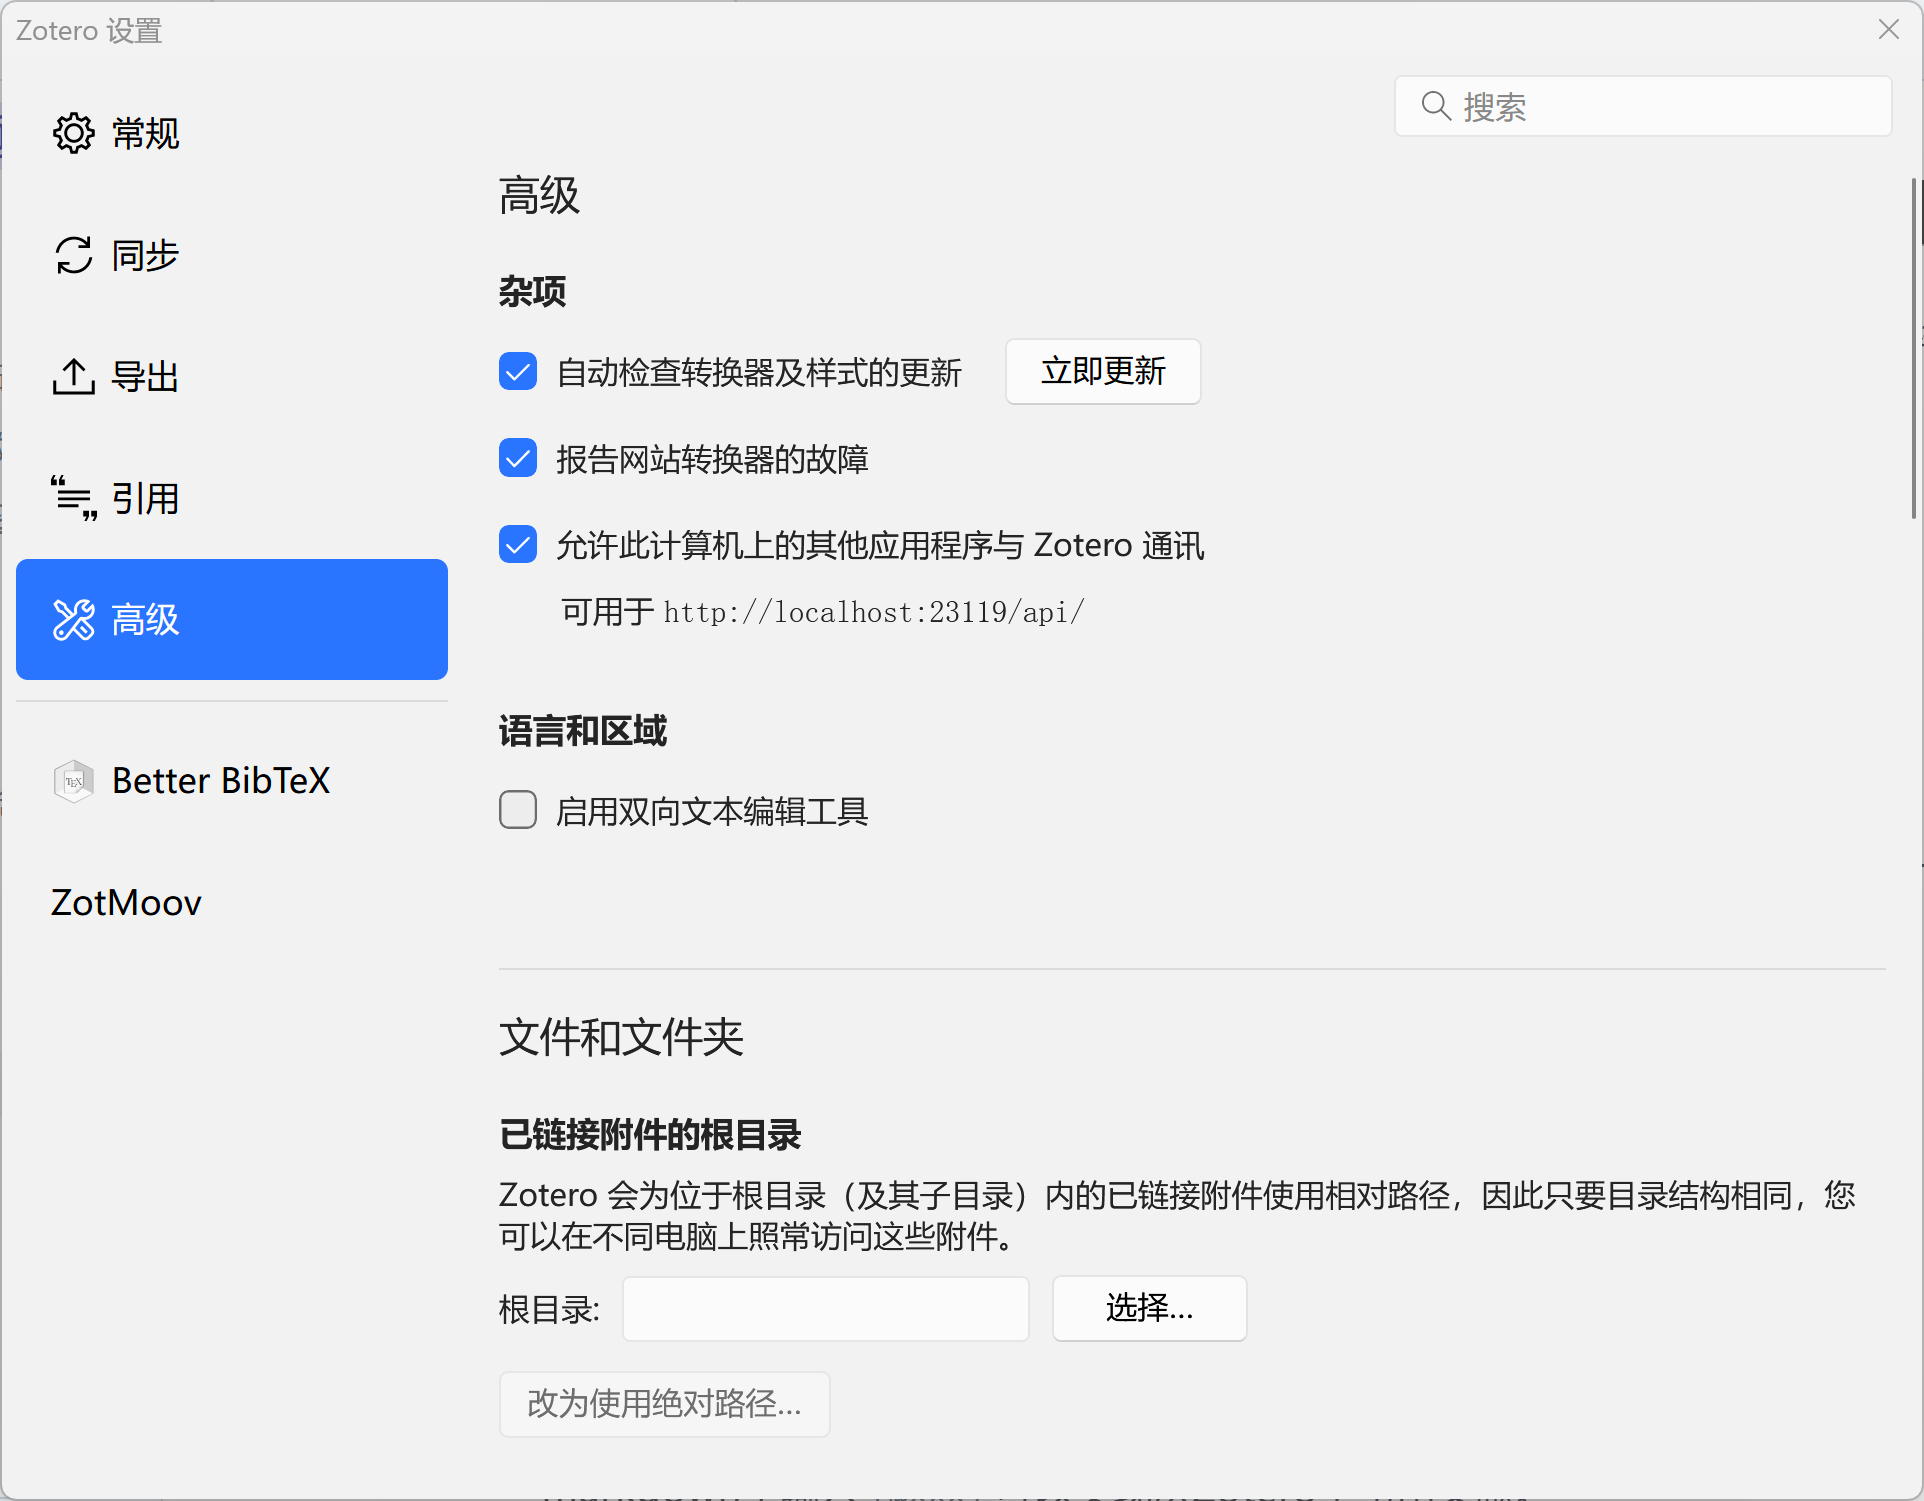 Zotero 设置
搜索
常规
同步
导出
引用
高级
Better BibTeX
ZotMoov
高级
杂项
自动检查转换器及样式的更新 立即更新
报告网站转换器的故障
允许此计算机上的其他应用程序与 Zotero 通讯
可用于 http://localhost:23119/api/
语言和区域
启用双向文本编辑工具
文件和文件夹
已链接附件的根目录
Zotero 会为位于根目录（及其子目录）内的已链接附件使用相对路径，因此只要目录结构相同，您
可以在不同电脑上照常访问这些附件。
根目录: 选择...
改为使用绝对路径...